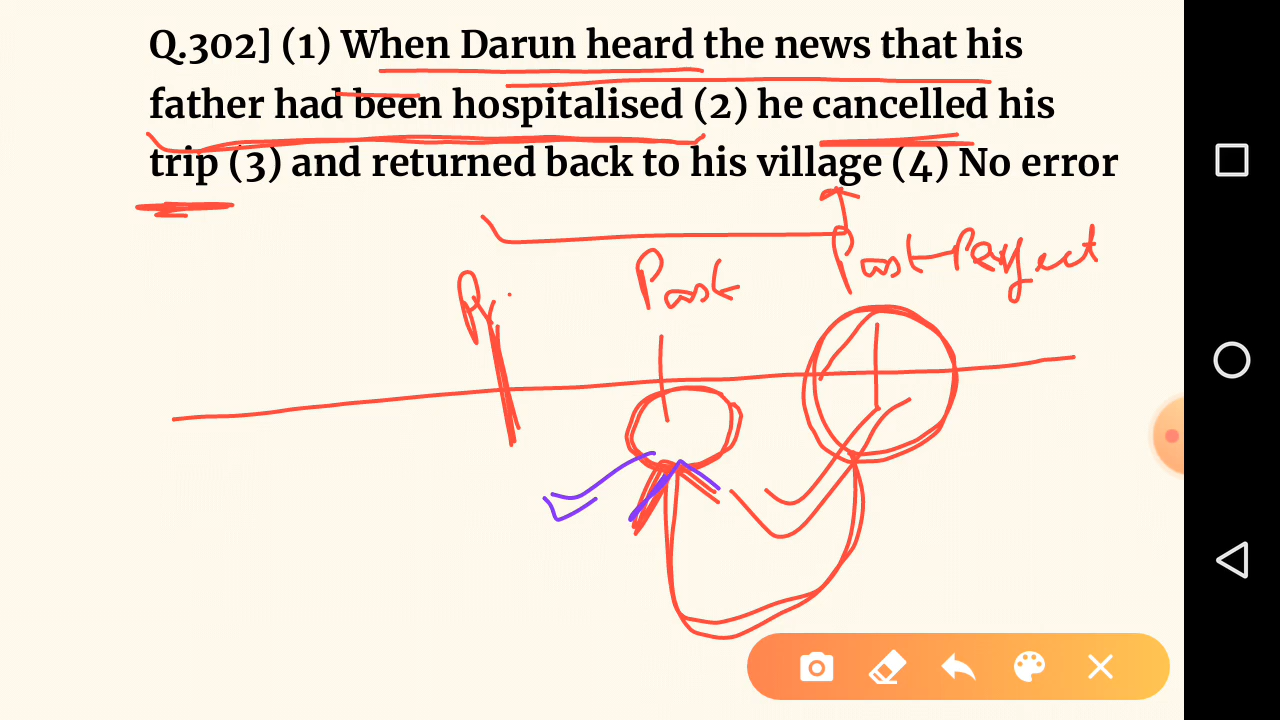 Q.302] (1) When Darun heard the news that his
father had been hospitalised (2) he cancelled his
trip (3) and returned back to his village (4) No error
Pr.
Past
Past-Perfect